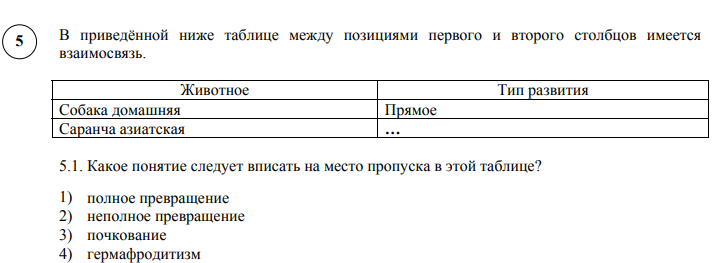 5
В приведённой ниже таблице между позициями первого и второго столбцов имеется
взаимосвязь.
Животное Тип развития
Собака домашняя Прямое
Саранча азиатская ...
5.1. Какое понятие следует вписать на место пропуска в этой таблице?
1) полное превращение
2) неполное превращение
3) почкование
4) гермафродитизм